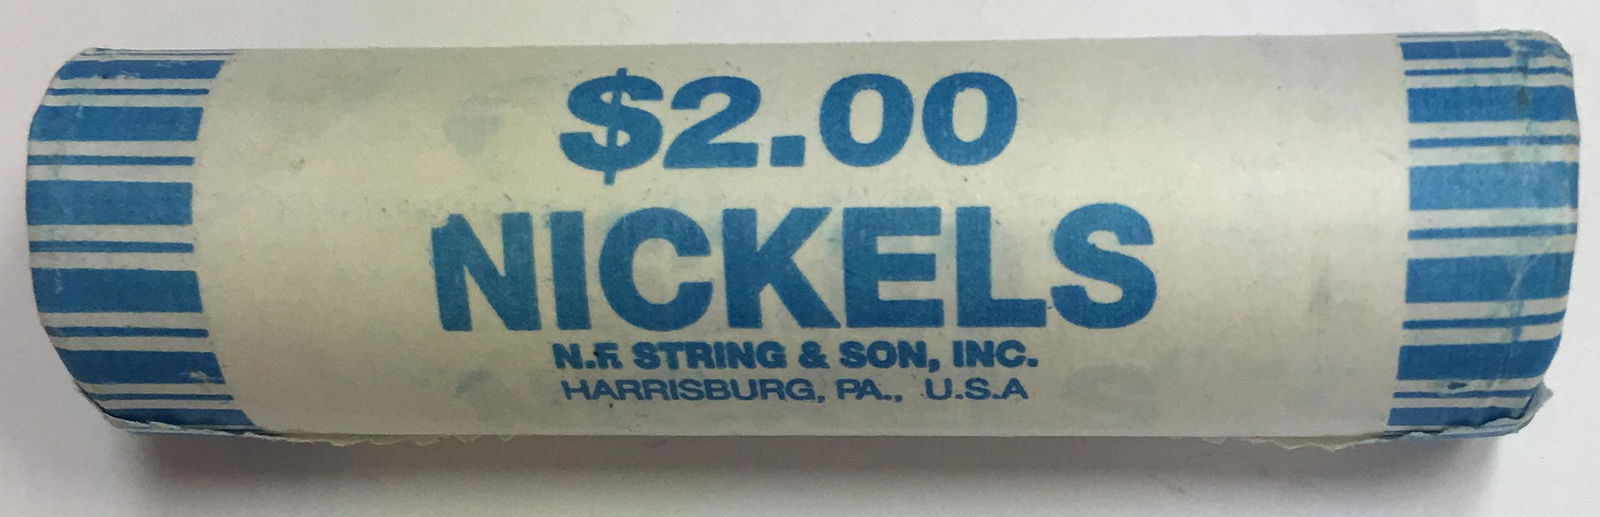 $2.00
NICKELS
N.F. STRING & SON, INC.
HARRISBURG, PA., U.S.A